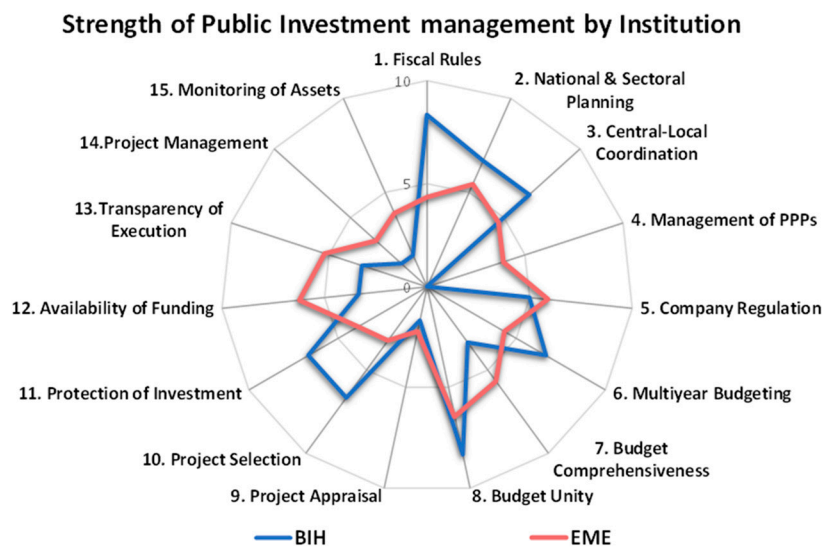 Strength of Public Investment management by Institution
1. Fiscal Rules
10
2. National & Sectoral
Planning
15. Monitoring of Assets
3. Central-Local
Coordination
14.Project Management
5
13.Transparency of
Execution
4. Management of PPPs
0
12. Availability of Funding
5. Company Regulation
11. Protection of Investment
6. Multiyear Budgeting
7. Budget
Comprehensiveness
10. Project Selection
9. Project Appraisal
8. Budget Unity
BIH
EME